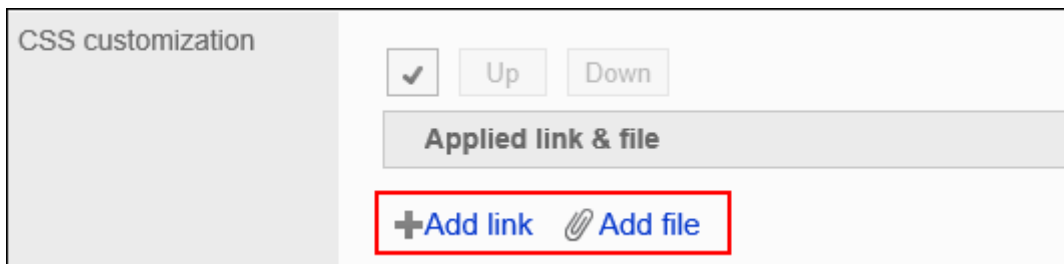 CSS customization
Up Down
Applied link & file
Add link Add file